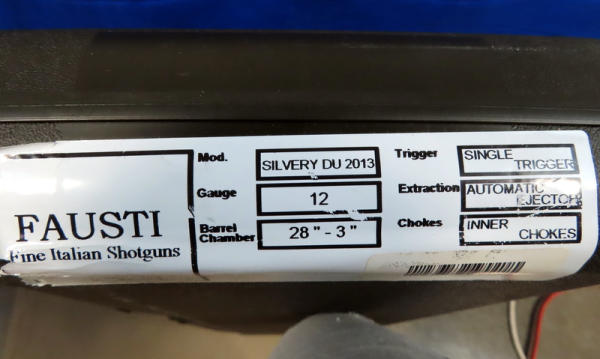 FAUSTI
Fine Italian Shotguns
Mod. SILVERY DU 2013
Gauge 12
Barrel Chamber 28" - 3"
Trigger SINGLE TRIGGER
Extraction AUTOMATIC EJECTOR
Chokes INNER CHOKES